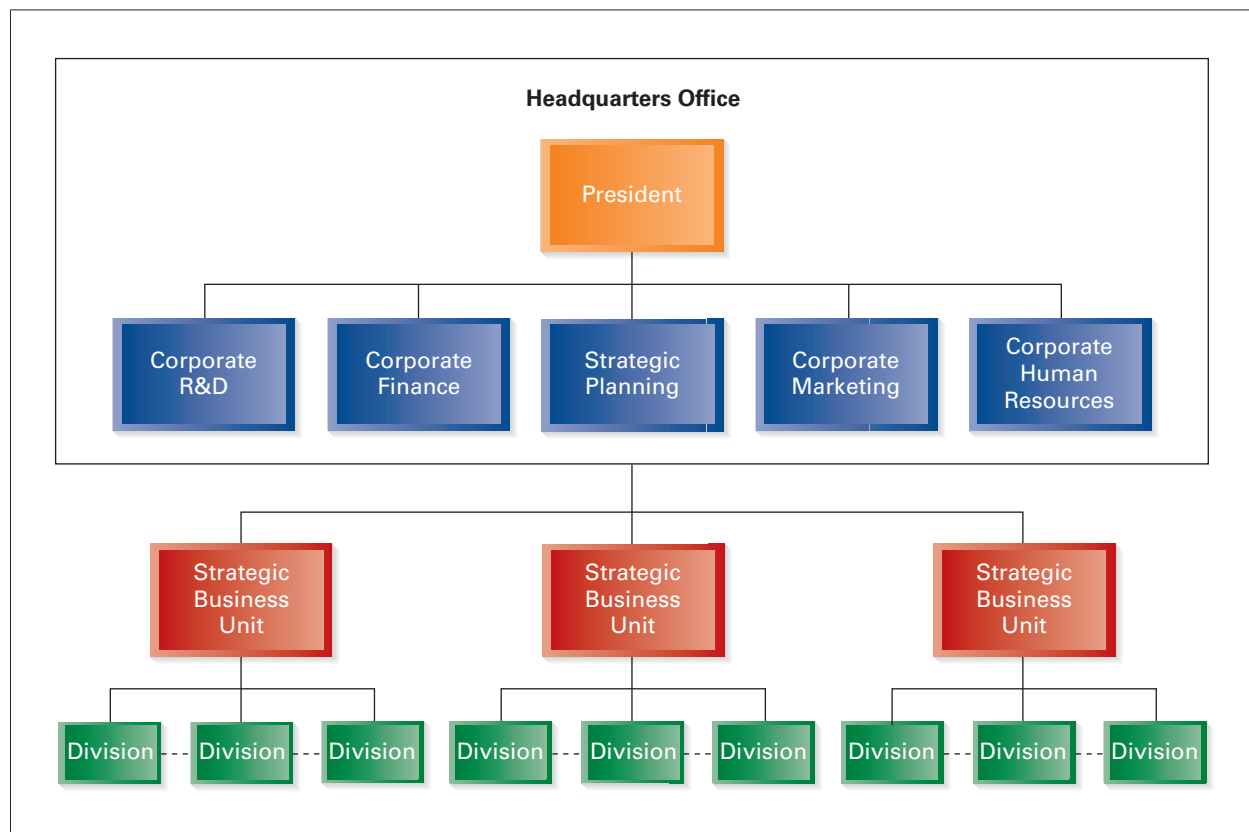 Headquarters Office
President
Corporate
R&D
Corporate
Finance
Strategic
Planning
Corporate
Marketing
Corporate
Human
Resources
Strategic
Business
Unit
Strategic
Business
Unit
Strategic
Business
Unit
Division
Division
Division
Division
Division
Division
Division
Division
Division